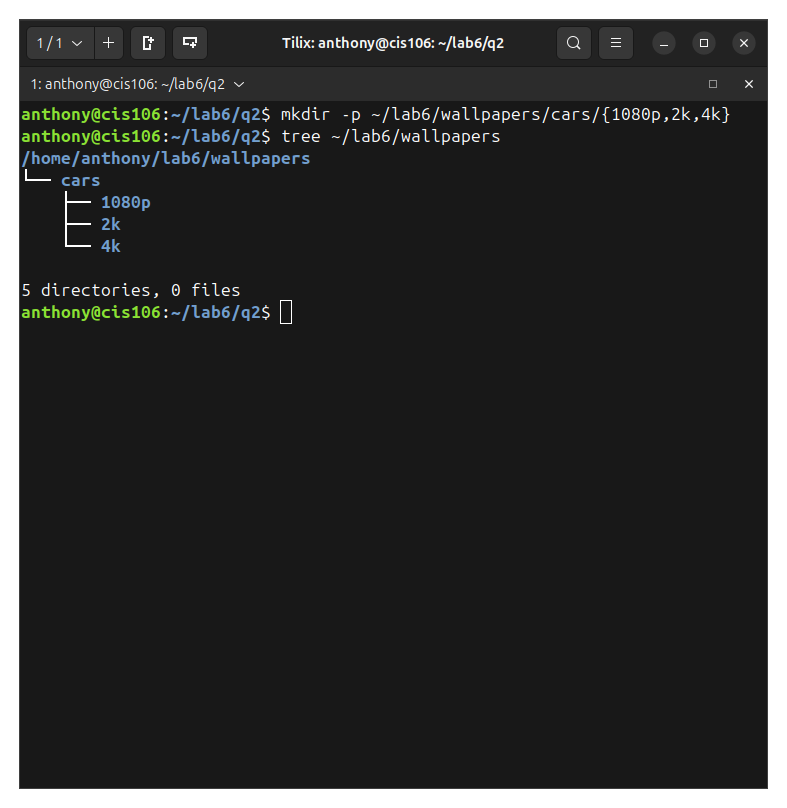 1 / 1
Tilix: anthony@cis106: ~/lab6/q2
1: anthony@cis106: ~/lab6/q2
anthony@cis106:~/lab6/q2$ mkdir -p ~/lab6/wallpapers/cars/{1080p,2k,4k}
anthony@cis106:~/lab6/q2$ tree ~/lab6/wallpapers
/home/anthony/lab6/wallpapers
└── cars
    ├── 1080p
    ├── 2k
    └── 4k
5 directories, 0 files
anthony@cis106:~/lab6/q2$